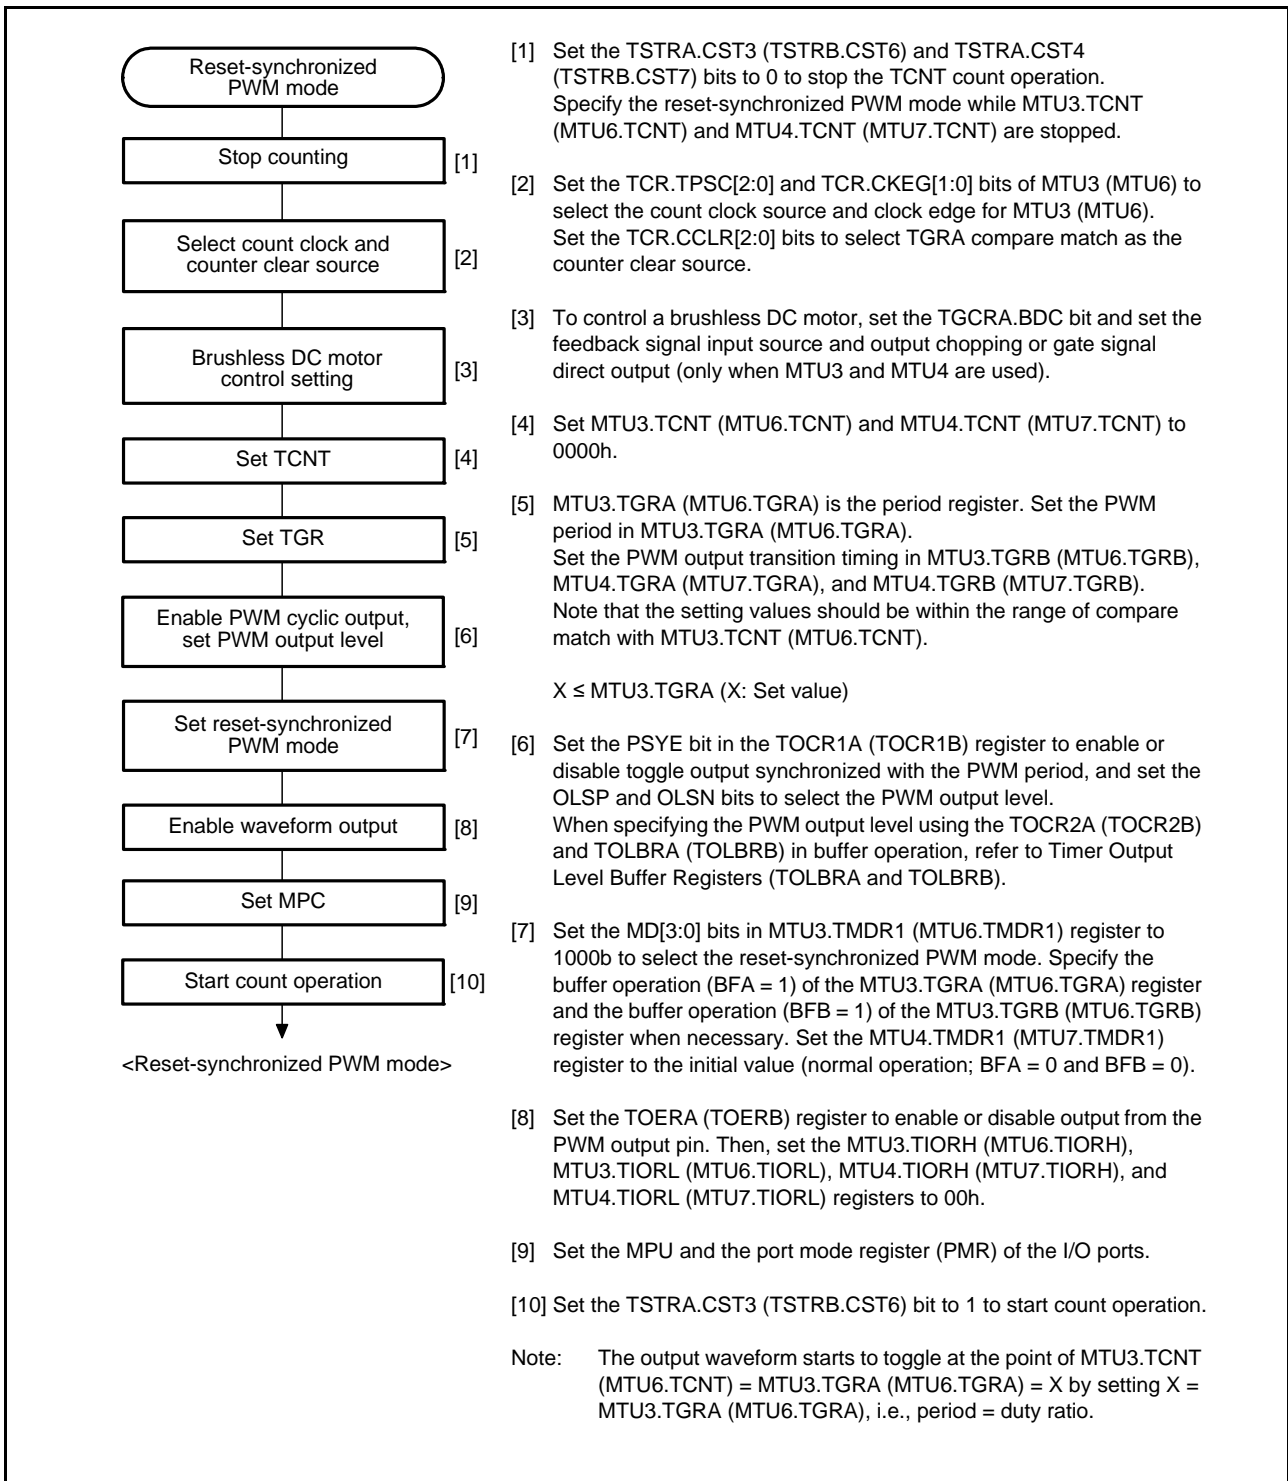 Reset-synchronized
PWM mode
Stop counting
[1]
Select count clock and
counter clear source
[2]
Brushless DC motor
control setting
[3]
Set TCNT
[4]
Set TGR
[5]
Enable PWM cyclic output,
set PWM output level
[6]
Set reset-synchronized
PWM mode
[7]
Enable waveform output
[8]
Set MPC
[9]
Start count operation
[10]
<Reset-synchronized PWM mode>
[1] Set the TSTRA.CST3 (TSTRB.CST6) and TSTRA.CST4
(TSTRB.CST7) bits to 0 to stop the TCNT count operation.
Specify the reset-synchronized PWM mode while MTU3.TCNT
(MTU6.TCNT) and MTU4.TCNT (MTU7.TCNT) are stopped.
[2] Set the TCR.TPSC[2:0] and TCR.CKEG[1:0] bits of MTU3 (MTU6) to
select the count clock source and clock edge for MTU3 (MTU6).
Set the TCR.CCLR[2:0] bits to select TGRA compare match as the
counter clear source.
[3] To control a brushless DC motor, set the TGCRA.BDC bit and set the
feedback signal input source and output chopping or gate signal
direct output (only when MTU3 and MTU4 are used).
[4] Set MTU3.TCNT (MTU6.TCNT) and MTU4.TCNT (MTU7.TCNT) to
0000h.
[5] MTU3.TGRA (MTU6.TGRA) is the period register. Set the PWM
period in MTU3.TGRA (MTU6.TGRA).
Set the PWM output transition timing in MTU3.TGRB (MTU6.TGRB),
MTU4.TGRA (MTU7.TGRA), and MTU4.TGRB (MTU7.TGRB).
Note that the setting values should be within the range of compare
match with MTU3.TCNT (MTU6.TCNT).
X ≤ MTU3.TGRA (X: Set value)
[6] Set the PSYE bit in the TOCR1A (TOCR1B) register to enable or
disable toggle output synchronized with the PWM period, and set the
OLSP and OLSN bits to select the PWM output level.
When specifying the PWM output level using the TOCR2A (TOCR2B)
and TOLBRA (TOLBRB) in buffer operation, refer to Timer Output
Level Buffer Registers (TOLBRA and TOLBRB).
[7] Set the MD[3:0] bits in MTU3.TMDR1 (MTU6.TMDR1) register to
1000b to select the reset-synchronized PWM mode. Specify the
buffer operation (BFA = 1) of the MTU3.TGRA (MTU6.TGRA) register
and the buffer operation (BFB = 1) of the MTU3.TGRB (MTU6.TGRB)
register when necessary. Set the MTU4.TMDR1 (MTU7.TMDR1)
register to the initial value (normal operation; BFA = 0 and BFB = 0).
[8] Set the TOERA (TOERB) register to enable or disable output from the
PWM output pin. Then, set the MTU3.TIORH (MTU6.TIORH),
MTU3.TIORL (MTU6.TIORL), MTU4.TIORH (MTU7.TIORH), and
MTU4.TIORL (MTU7.TIORL) registers to 00h.
[9] Set the MPU and the port mode register (PMR) of the I/O ports.
[10] Set the TSTRA.CST3 (TSTRB.CST6) bit to 1 to start count operation.
Note: The output waveform starts to toggle at the point of MTU3.TCNT
(MTU6.TCNT) = MTU3.TGRA (MTU6.TGRA) = X by setting X =
MTU3.TGRA (MTU6.TGRA), i.e., period = duty ratio.